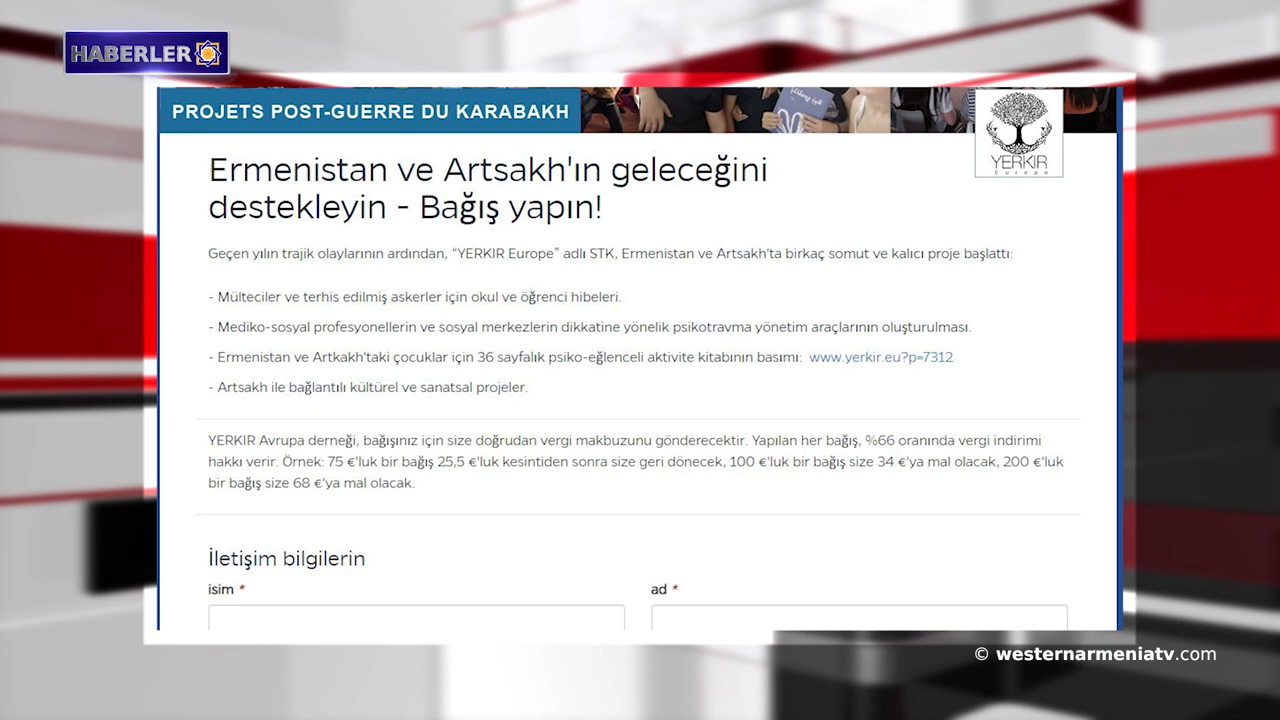 HABERLER
PROJETS POST-GUERRE DU KARABAKH
YERKIR
Europe
Ermenistan ve Artsakh'ın geleceğini
destekleyin - Bağış yapın!
Geçen yılın trajik olaylarının ardından, “YERKIR Europe” adlı STK, Ermenistan ve Artsakh'ta birkaç somut ve kalıcı proje başlattı:
- Mülteciler ve terhis edilmiş askerler için okul ve öğrenci hibeleri.
- Mediko-sosyal profesyonellerin ve sosyal merkezlerin dikkatine yönelik psikotravma yönetim araçlarının oluşturulması.
- Ermenistan ve Artkakh'taki çocuklar için 36 sayfalık psiko-eğlenceli aktivite kitabının basımı: www.yerkir.eu?p=7312
- Artsakh ile bağlantılı kültürel ve sanatsal projeler.
YERKIR Avrupa derneği, bağışınız için size doğrudan vergi makbuzunu gönderecektir. Yapılan her bağış, %66 oranında vergi indirimi
hakkı verir. Örnek: 75 €'luk bir bağış 25,5 €'luk kesintiden sonra size geri dönecek, 100 €'luk bir bağış size 34 €'ya mal olacak, 200 €'luk
bir bağış size 68 €'ya mal olacak.
İletişim bilgilerin
isim * ad *
© westernarmeniatv.com